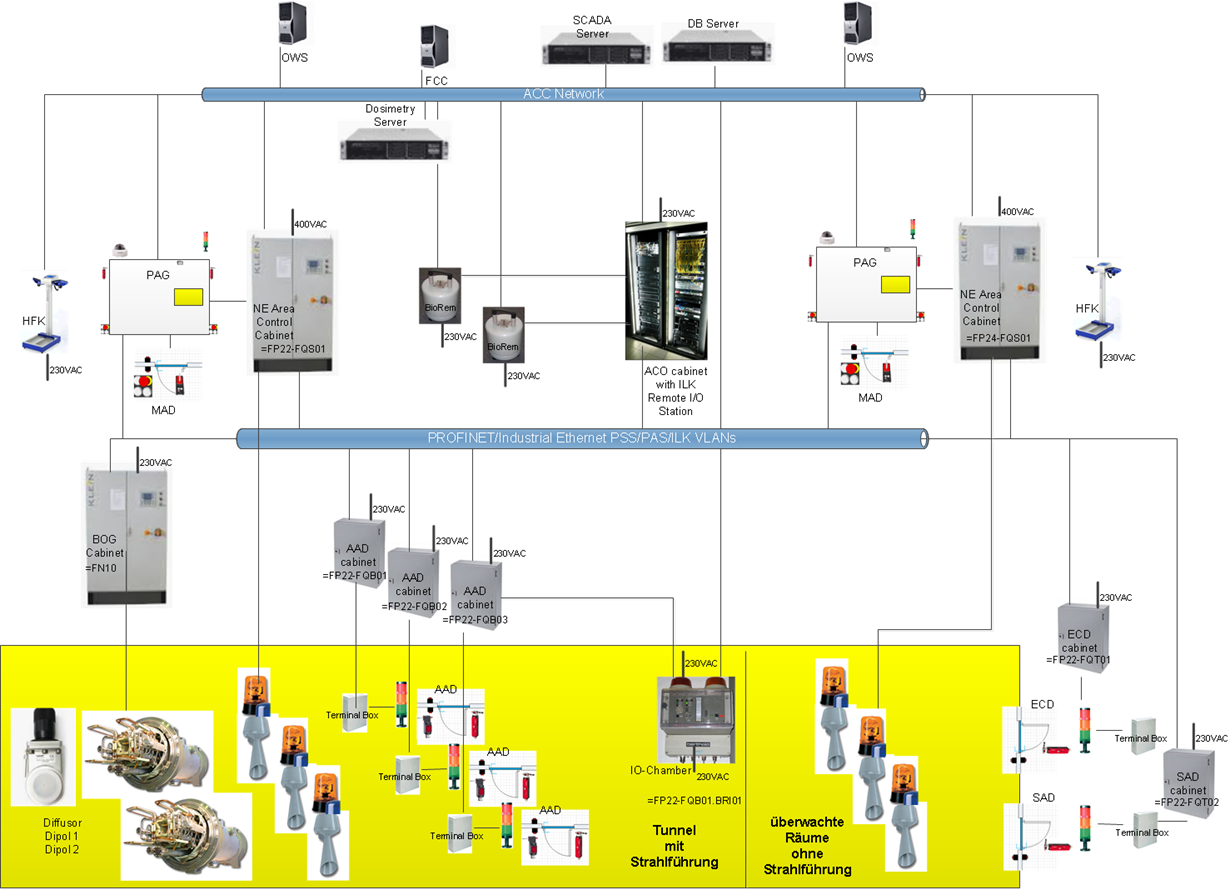 SCADA
Server
DB Server
OWS
FCC
OWS
ACC Network
Dosimetry
Server
400VAC
230VAC
400VAC
KLEIN
KLEIN
PAG
PAG
HFK
NE Area
Control
Cabinet
=FP22-FQS01
BioRem
BioRem
230VAC
230VAC
230VAC
NE Area
Control
Cabinet
=FP24-FQS01
HFK
230VAC
MAD
ACO cabinet
with ILK
Remote I/O
Station
MAD
PROFINET/Industrial Ethernet PSS/PAS/ILK VLANs
230VAC
KLEIN
BOG
Cabinet
=FN10
230VAC
230VAC
230VAC
AAD
cabinet
=FP22-FQB01
AAD
cabinet
=FP22-FQB02
AAD
cabinet
=FP22-FQB03
230VAC
ECD
cabinet
=FP22-FQT01
230VAC
Terminal Box
AAD
Terminal Box
AAD
Terminal Box
AAD
IO-Chamber
230VAC
=FP22-FQB01.BRI01
ECD
Terminal Box
230VAC
SAD
cabinet
=FP22-FQT02
SAD
Terminal Box
Diffusor
Dipol 1
Dipol 2
Tunnel
mit
Strahlführung
überwachte
Räume
ohne
Strahlführung